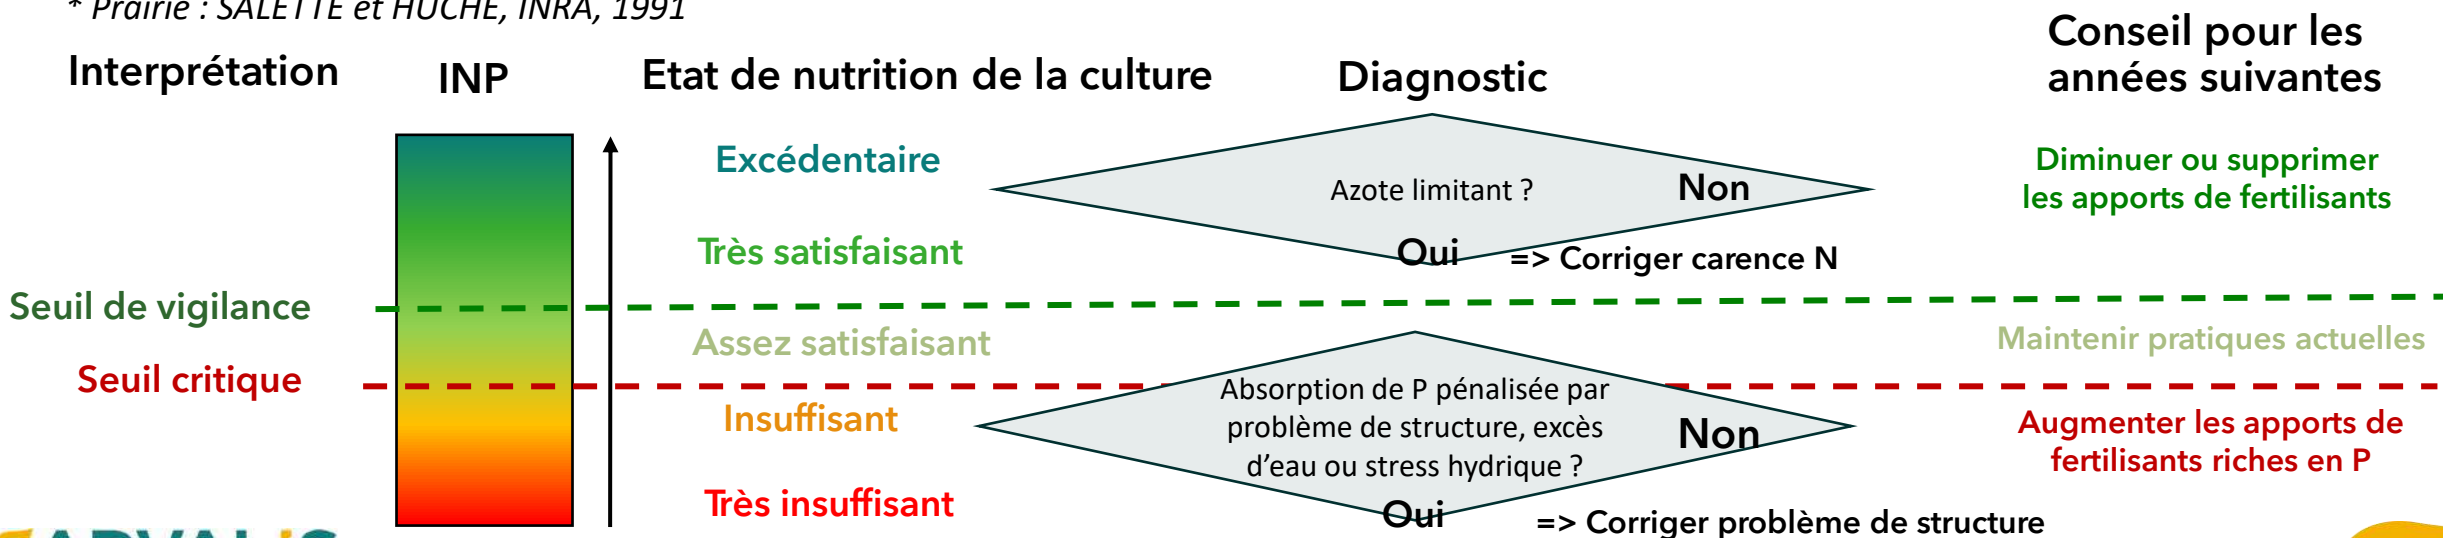 * Prairie : SALETTE et HUCHE, INRA, 1991
Interprétation
INP
Etat de nutrition de la culture
Diagnostic
Conseil pour les
années suivantes
Excédentaire
Azote limitant ?
Non
Diminuer ou supprimer
les apports de fertilisants
Très satisfaisant
Oui
=> Corriger carence N
Seuil de vigilance
Assez satisfaisant
Maintenir pratiques actuelles
Seuil critique
Insuffisant
Absorption de P pénalisée par
problème de structure, excès
d'eau ou stress hydrique ?
Non
Augmenter les apports de
fertilisants riches en P
Très insuffisant
Oui
=> Corriger problème de structure
ARVALIS